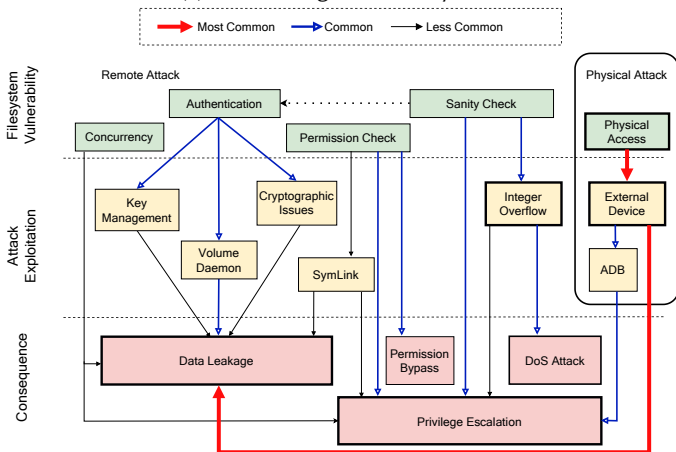 Most Common
Common
Less Common
Filesystem
Vulnerability
Remote Attack
Physical Attack
Authentication
Sanity Check
Concurrency
Permission Check
Physical
Access
Attack
Exploitation
Key
Management
Cryptographic
Issues
Integer
Overflow
External
Device
Volume
Daemon
SymLink
ADB
Consequence
Data Leakage
Permission
Bypass
DoS Attack
Privilege Escalation